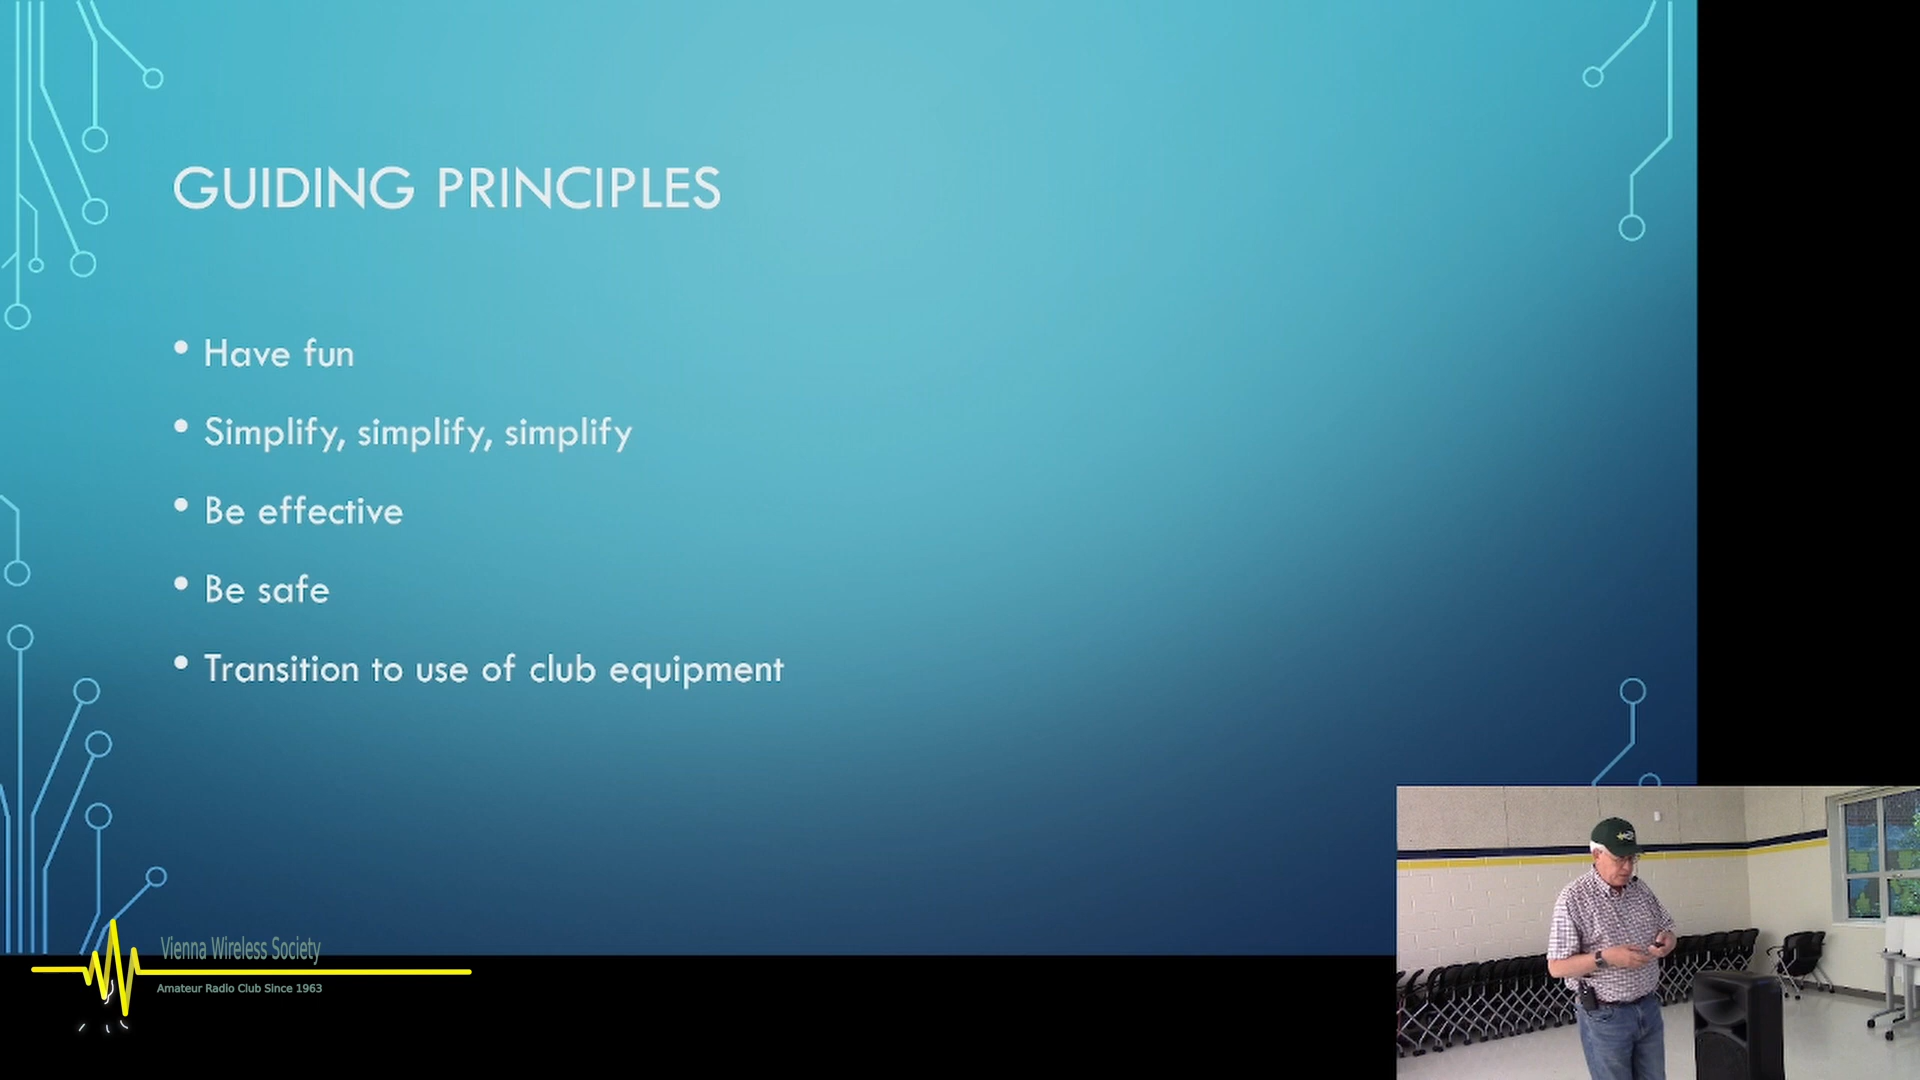 GUIDING PRINCIPLES
• Have fun
• Simplify, simplify, simplify
• Be effective
• Be safe
• Transition to use of club equipment
Vienna Wireless Society
Amateur Radio Club Since 1963